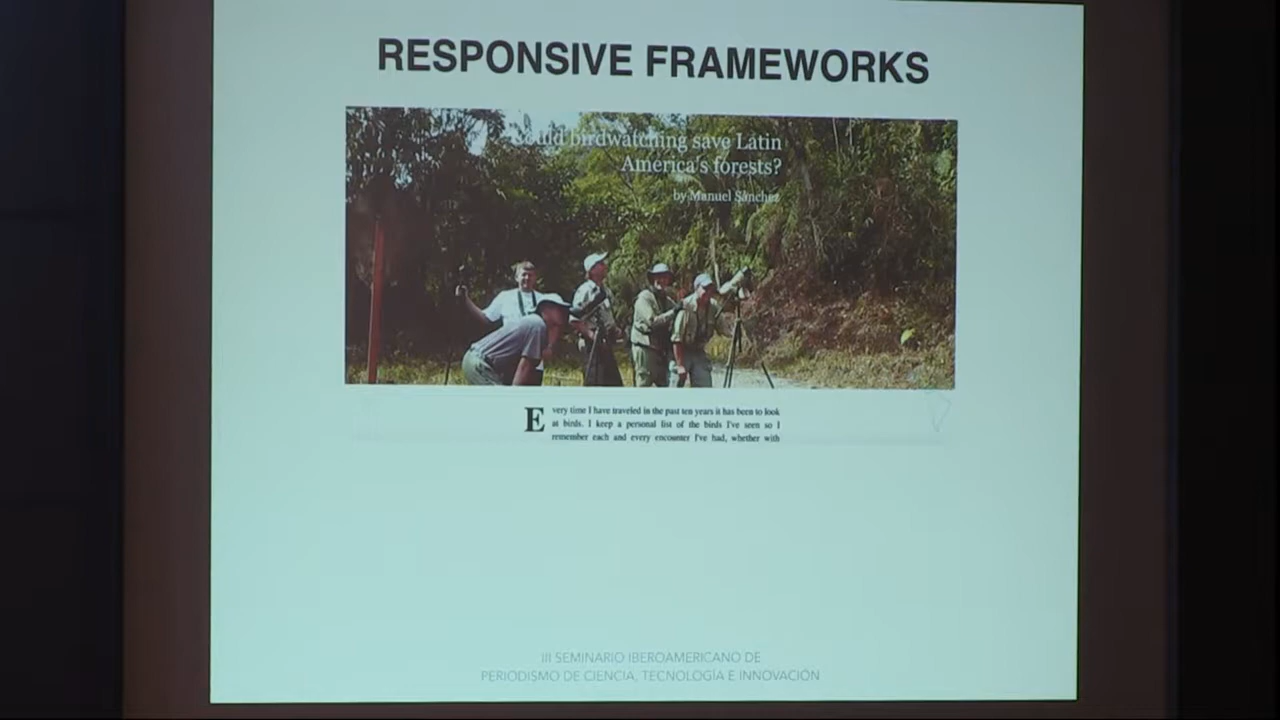 RESPONSIVE FRAMEWORKS
Could birdwatching save Latin
America's forests?
by Manuel Sánchez
Every time I have traveled in the past ten years it has been to look
at birds. I keep a personal list of the birds I've seen so I
remember each and every encounter I've had, whether with
III SEMINARIO IBEROAMERICANO DE
PERIODISMO DE CIENCIA, TECNOLOGÍA E INNOVACIÓN